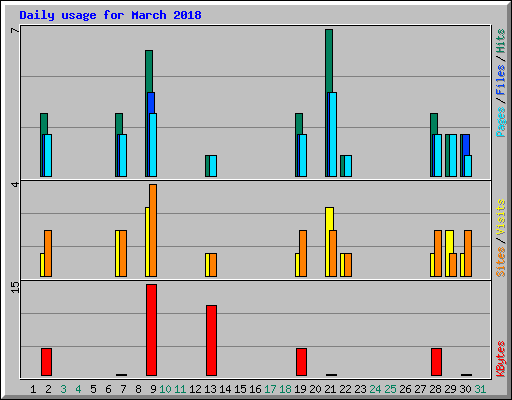 Daily usage for March 2018
7
Pages / Files / Hits
4
Sites / Visits
15
KBytes
1 2 3 4 5 6 7 8 9 10 11 12 13 14 15 16 17 18 19 20 21 22 23 24 25 26 27 28 29 30 31